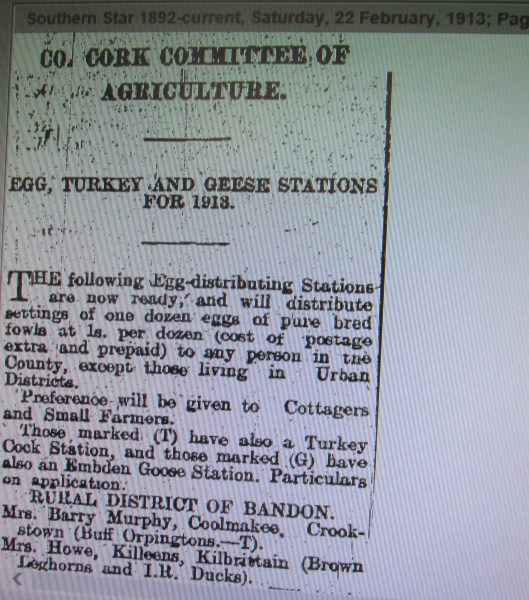 Southern Star 1892-current, Saturday, 22 February, 1913; Pag
CO. CORK COMMITTEE OF
AGRICULTURE.
EGG, TURKEY AND GEESE STATIONS
FOR 1913.
THE following Egg-distributing Stations
are now ready, and will distribute
settings of one dozen eggs of pure bred
fowls at 1s. per dozen (cost of postage
extra and prepaid) to any person in the
County, except those living in Urban
Districts.
Preference will be given to Cottagers
and Small Farmers.
Those marked (T) have also a Turkey
Cock Station, and those marked (G) have
also an Embden Goose Station. Particulars
on application.
RURAL DISTRICT OF BANDON.
Mrs. Barry Murphy, Coolmakee, Crook-
stown (Buff Orpingtons.—T).
Mrs. Howe, Killeens, Kilbrittain (Brown
Leghorns and I.R. Ducks).